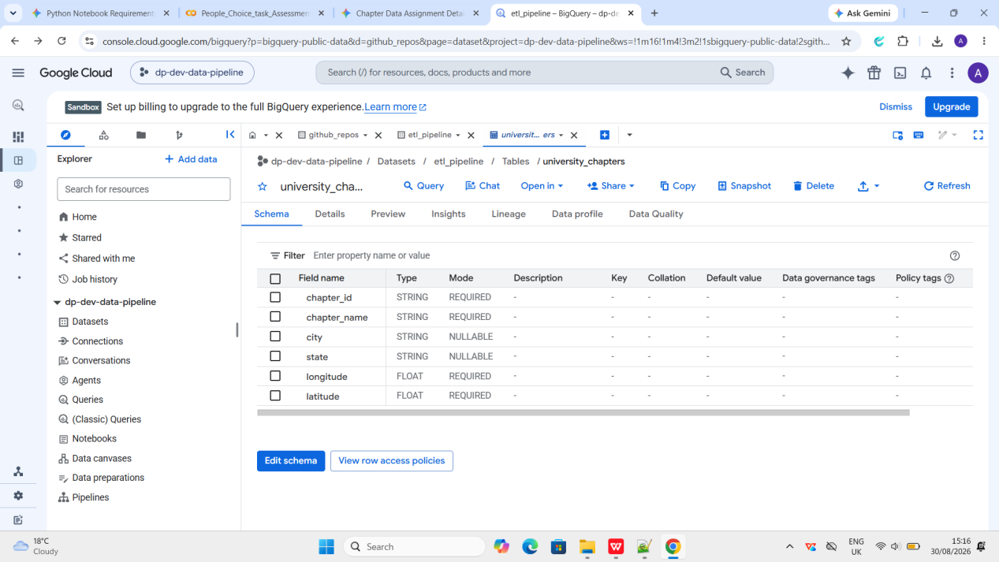 Python Notebook Requirement
People_Choice_task_Assessmen
Chapter Data Assignment Detai
etl_pipeline – BigQuery – dp-de
Ask Gemini
console.cloud.google.com/bigquery?p=bigquery-public-data&d=github_repos&page=dataset&project=dp-dev-data-pipeline&ws=!1m16!1m4!3m2!1sbigquery-public-data!2sgith...
A
Google Cloud
dp-dev-data-pipeline
Search (/) for resources, docs, products and more
Search
A
Sandbox Set up billing to upgrade to the full BigQuery experience. Learn more
Dismiss
Upgrade
github_repos
etl_pipeline
universit... ers
Explorer
Add data
Search for resources
Home
Starred
Shared with me
Job history
dp-dev-data-pipeline
Datasets
Connections
Conversations
Agents
Queries
(Classic) Queries
Notebooks
Data canvases
Data preparations
Pipelines
dp-dev-data-pipeline / Datasets / etl_pipeline / Tables / university_chapters
university_cha...
Query
Chat
Open in
Share
Copy
Snapshot
Delete
Refresh
Schema Details Preview Insights Lineage Data profile Data Quality
Filter Enter property name or value
Field name Type Mode Description Key Collation Default value Data governance tags Policy tags
chapter_id STRING REQUIRED - - - - - -
chapter_name STRING REQUIRED - - - - - -
city STRING NULLABLE - - - - - -
state STRING NULLABLE - - - - - -
longitude FLOAT REQUIRED - - - - - -
latitude FLOAT REQUIRED - - - - - -
Edit schema
View row access policies
18°C
Cloudy
Search
ENG
UK
15:16
30/08/2026